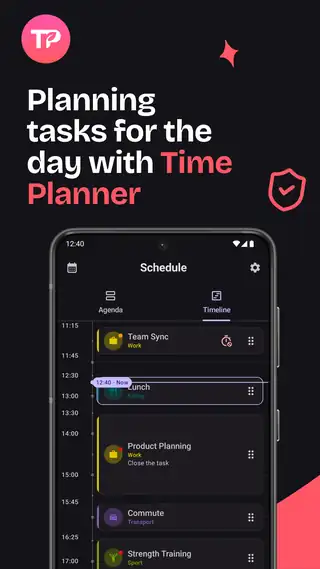 TP
Planning
tasks for the
day with Time
Planner
12:40
Schedule
Agenda
Timeline
11:15
Team Sync
Work
11:45
12:30
12:40 - Now
Lunch
13:00
13:30
14:00
Product Planning
Work
Close the task
15:00
15:45
Commute
Transport
16:25
Strength Training
Sport
17:00